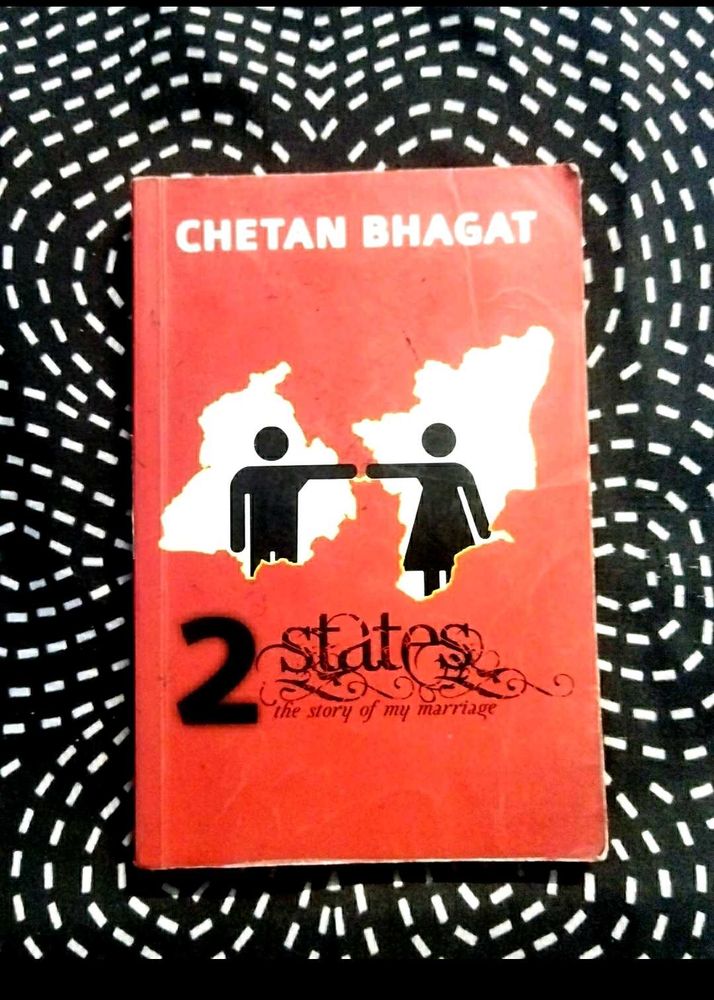 CHETAN BHAGAT
2 states
the story of my marriage